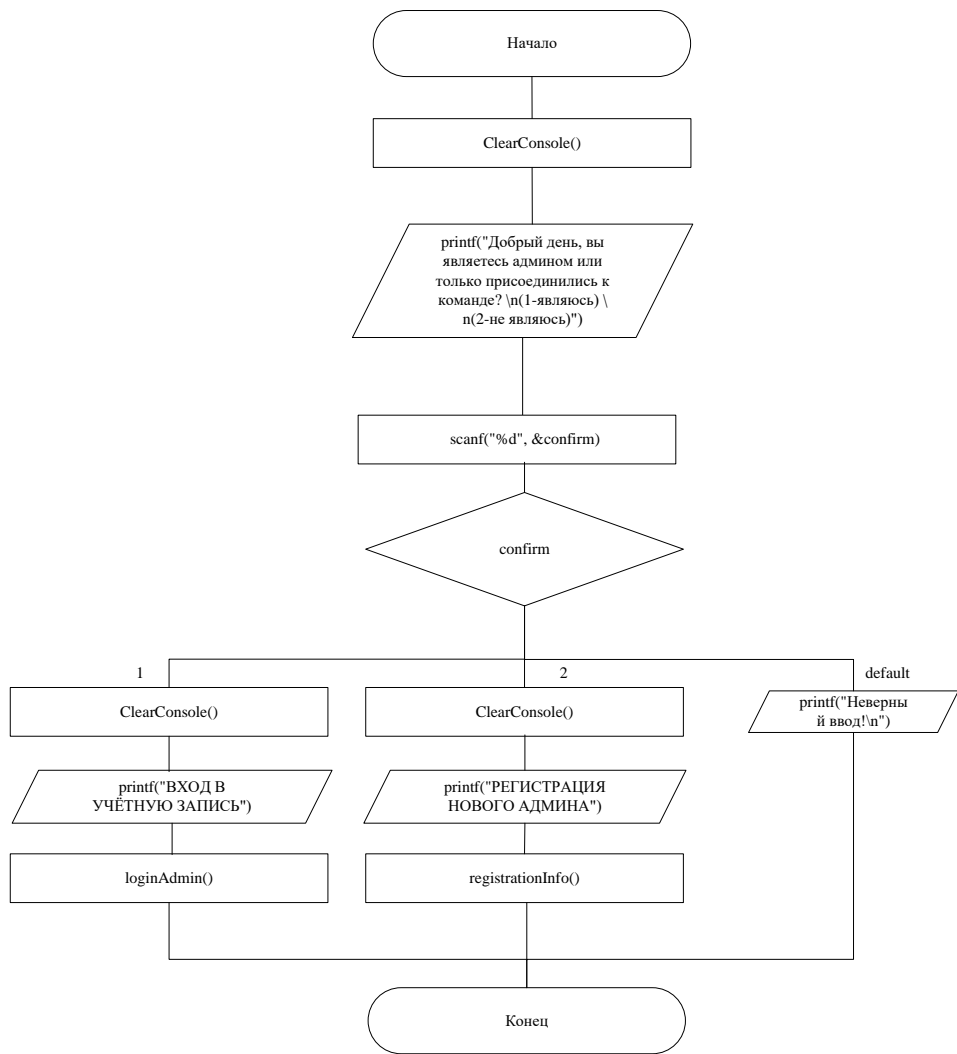 Начало
ClearConsole()
printf("Добрый день, вы
являетесь админом или
только присоединились к
команде? \n(1-являюсь) \
n(2-не являюсь)")
scanf("%d", &confirm)
confirm
1
2
default
ClearConsole()
ClearConsole()
printf("Неверны
й ввод!\n")
printf("ВХОД В
УЧЁТНУЮ ЗАПИСЬ")
printf("РЕГИСТРАЦИЯ
НОВОГО АДМИНА")
loginAdmin()
registrationInfo()
Конец